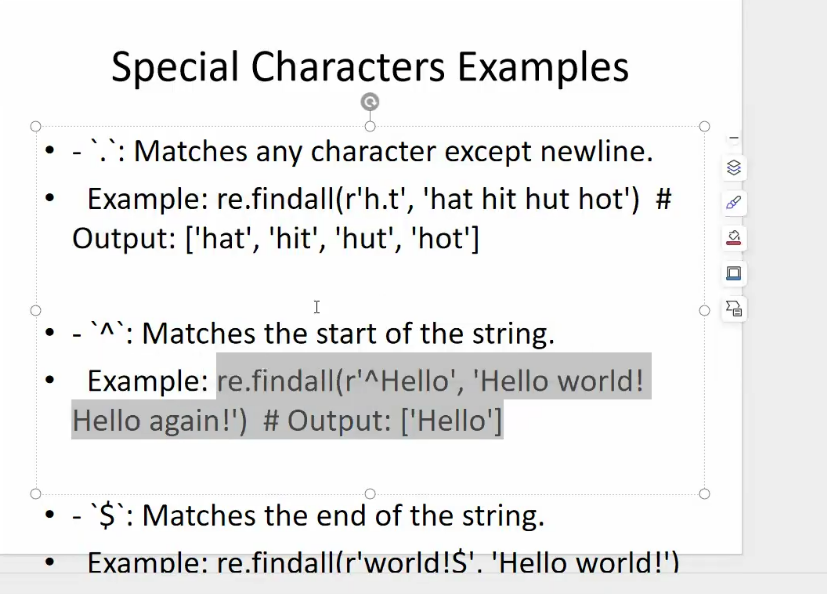 Special Characters Examples
• - `.`: Matches any character except newline.
• Example: re.findall(r'h.t', 'hat hit hut hot')  #
Output: ['hat', 'hit', 'hut', 'hot']
• - `^`: Matches the start of the string.
• Example: re.findall(r'^Hello', 'Hello world!
Hello again!')  # Output: ['Hello']
• - `$`: Matches the end of the string.
• Example: re.findall(r'world!$', 'Hello world!')